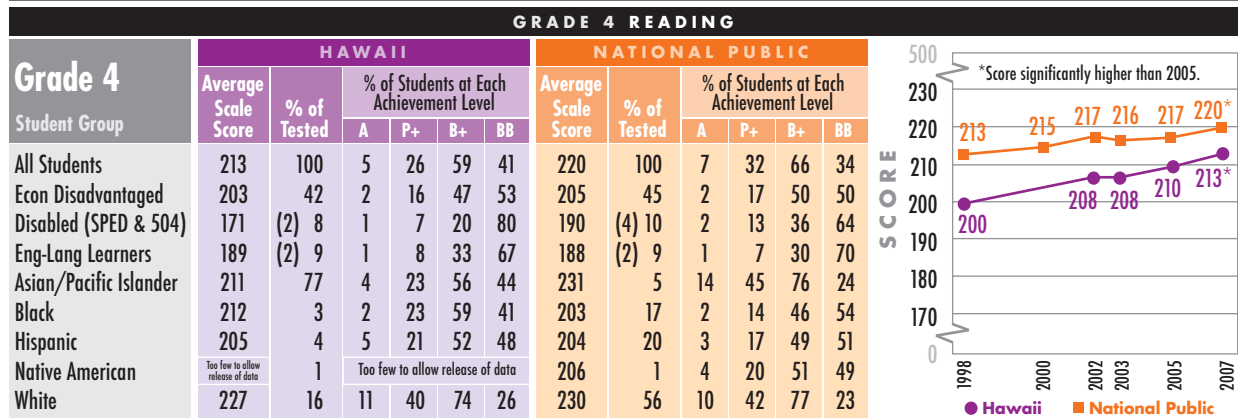 GRADE 4 READING
Grade 4
Student Group
HAWAII
NATIONAL PUBLIC
Average Scale Score
% of Tested
% of Students at Each Achievement Level
A P+ B+ BB
Average Scale Score
% of Tested
% of Students at Each Achievement Level
A P+ B+ BB
All Students 213 100 5 26 59 41 220 100 7 32 66 34
Econ Disadvantaged 203 42 2 16 47 53 205 45 2 17 50 50
Disabled (SPED & 504) 171 (2) 8 1 7 20 80 190 (4) 10 2 13 36 64
Eng-Lang Learners 189 (2) 9 1 8 33 67 188 (2) 9 1 7 30 70
Asian/Pacific Islander 211 77 4 23 56 44 231 5 14 45 76 24
Black 212 3 2 23 59 41 203 17 2 14 46 54
Hispanic 205 4 5 21 52 48 204 20 3 17 49 51
Native American Too few to allow release of data 1 Too few to allow release of data 206 1 4 20 51 49
White 227 16 11 40 74 26 230 56 10 42 77 23
SCORE
500
230
220
210
200
190
180
170
0
*Score significantly higher than 2005.
213 215 217 216 217 220*
200 208 208 210 213*
1998 2000 2002 2003 2005 2007
Hawaii National Public